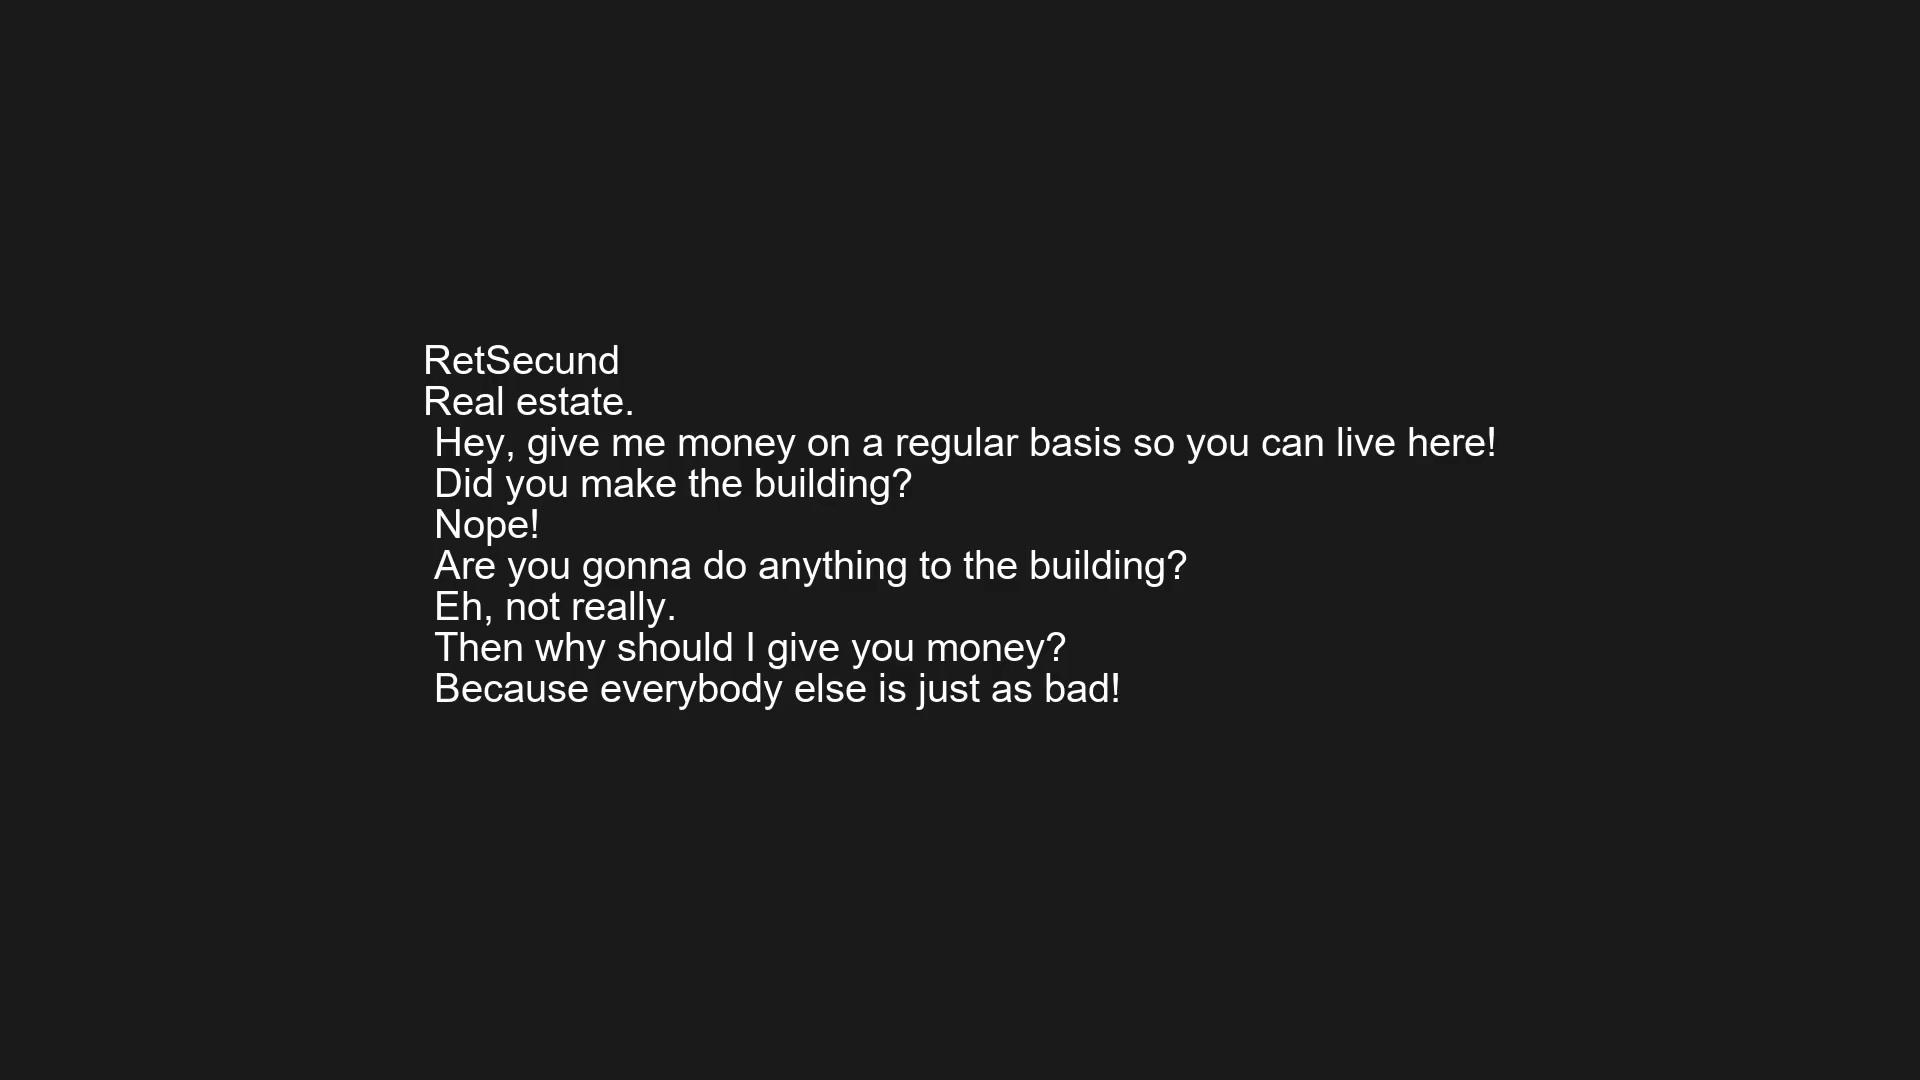 RetSecund
Real estate.
Hey, give me money on a regular basis so you can live here!
Did you make the building?
Nope!
Are you gonna do anything to the building?
Eh, not really.
Then why should I give you money?
Because everybody else is just as bad!